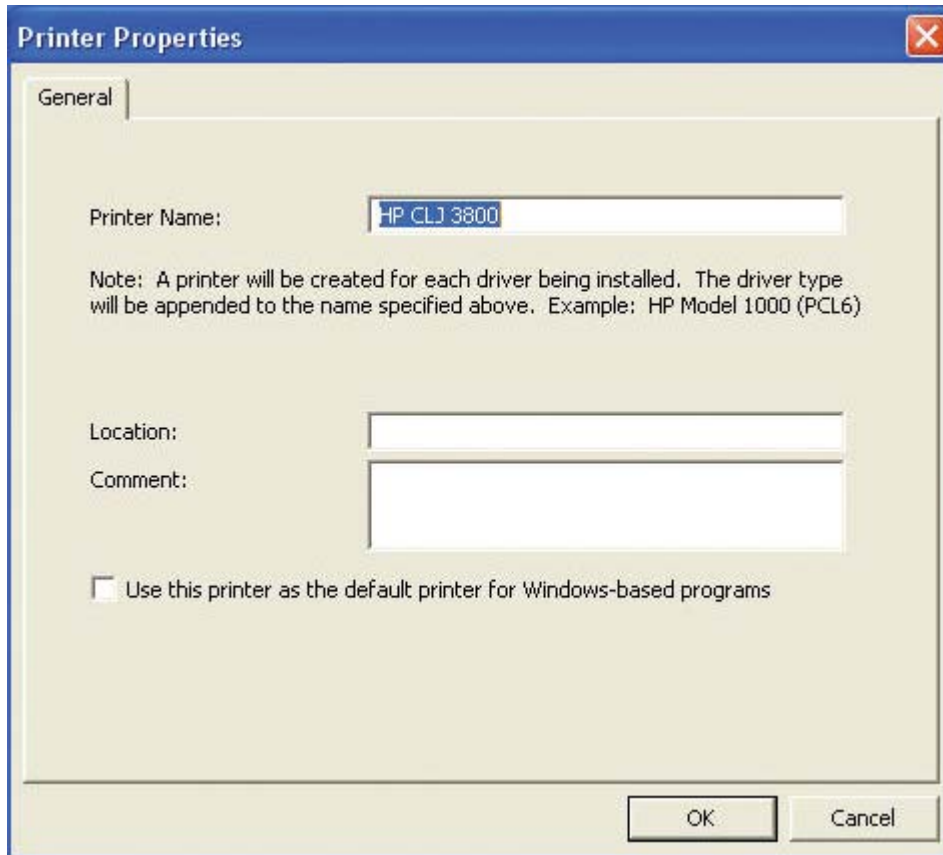 Printer Properties
General
Printer Name: HP CLJ 3800
Note:  A printer will be created for each driver being installed.  The driver type
will be appended to the name specified above.  Example:  HP Model 1000 (PCL6)
Location:
Comment:
Use this printer as the default printer for Windows-based programs
OK Cancel